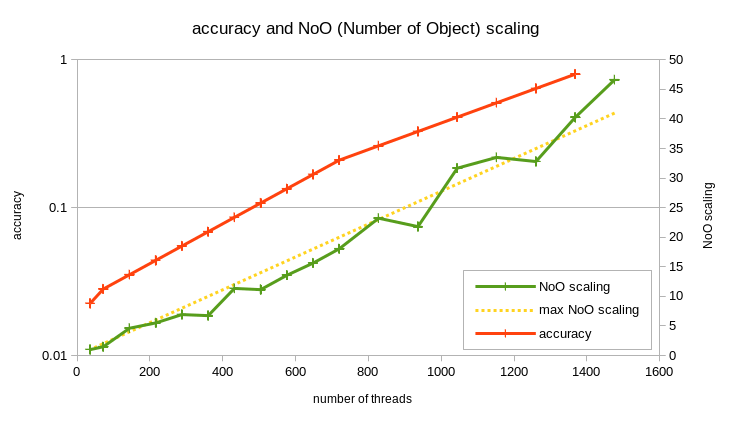 accuracy and NoO (Number of Object) scaling
1
0.1
0.01
accuracy
50
45
40
35
30
25
20
15
10
5
0
NoO scaling
NoO scaling
max NoO scaling
accuracy
0 200 400 600 800 1000 1200 1400 1600
number of threads